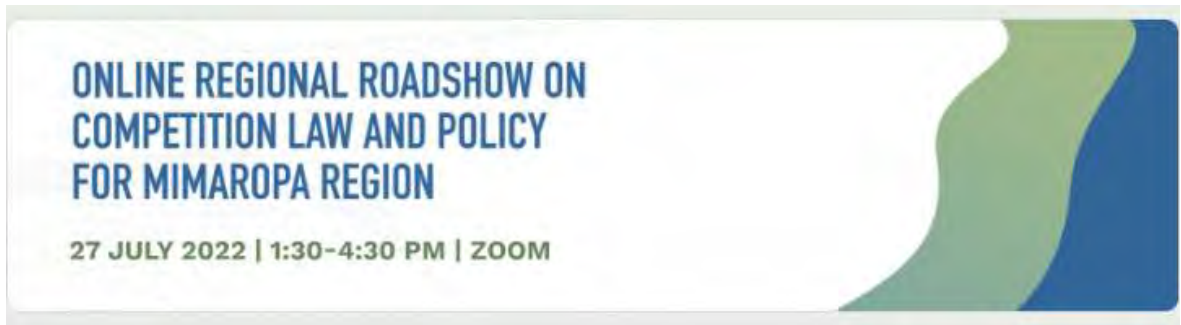 ONLINE REGIONAL ROADSHOW ON
COMPETITION LAW AND POLICY
FOR MIMAROPA REGION
27 JULY 2022 | 1:30-4:30 PM | ZOOM